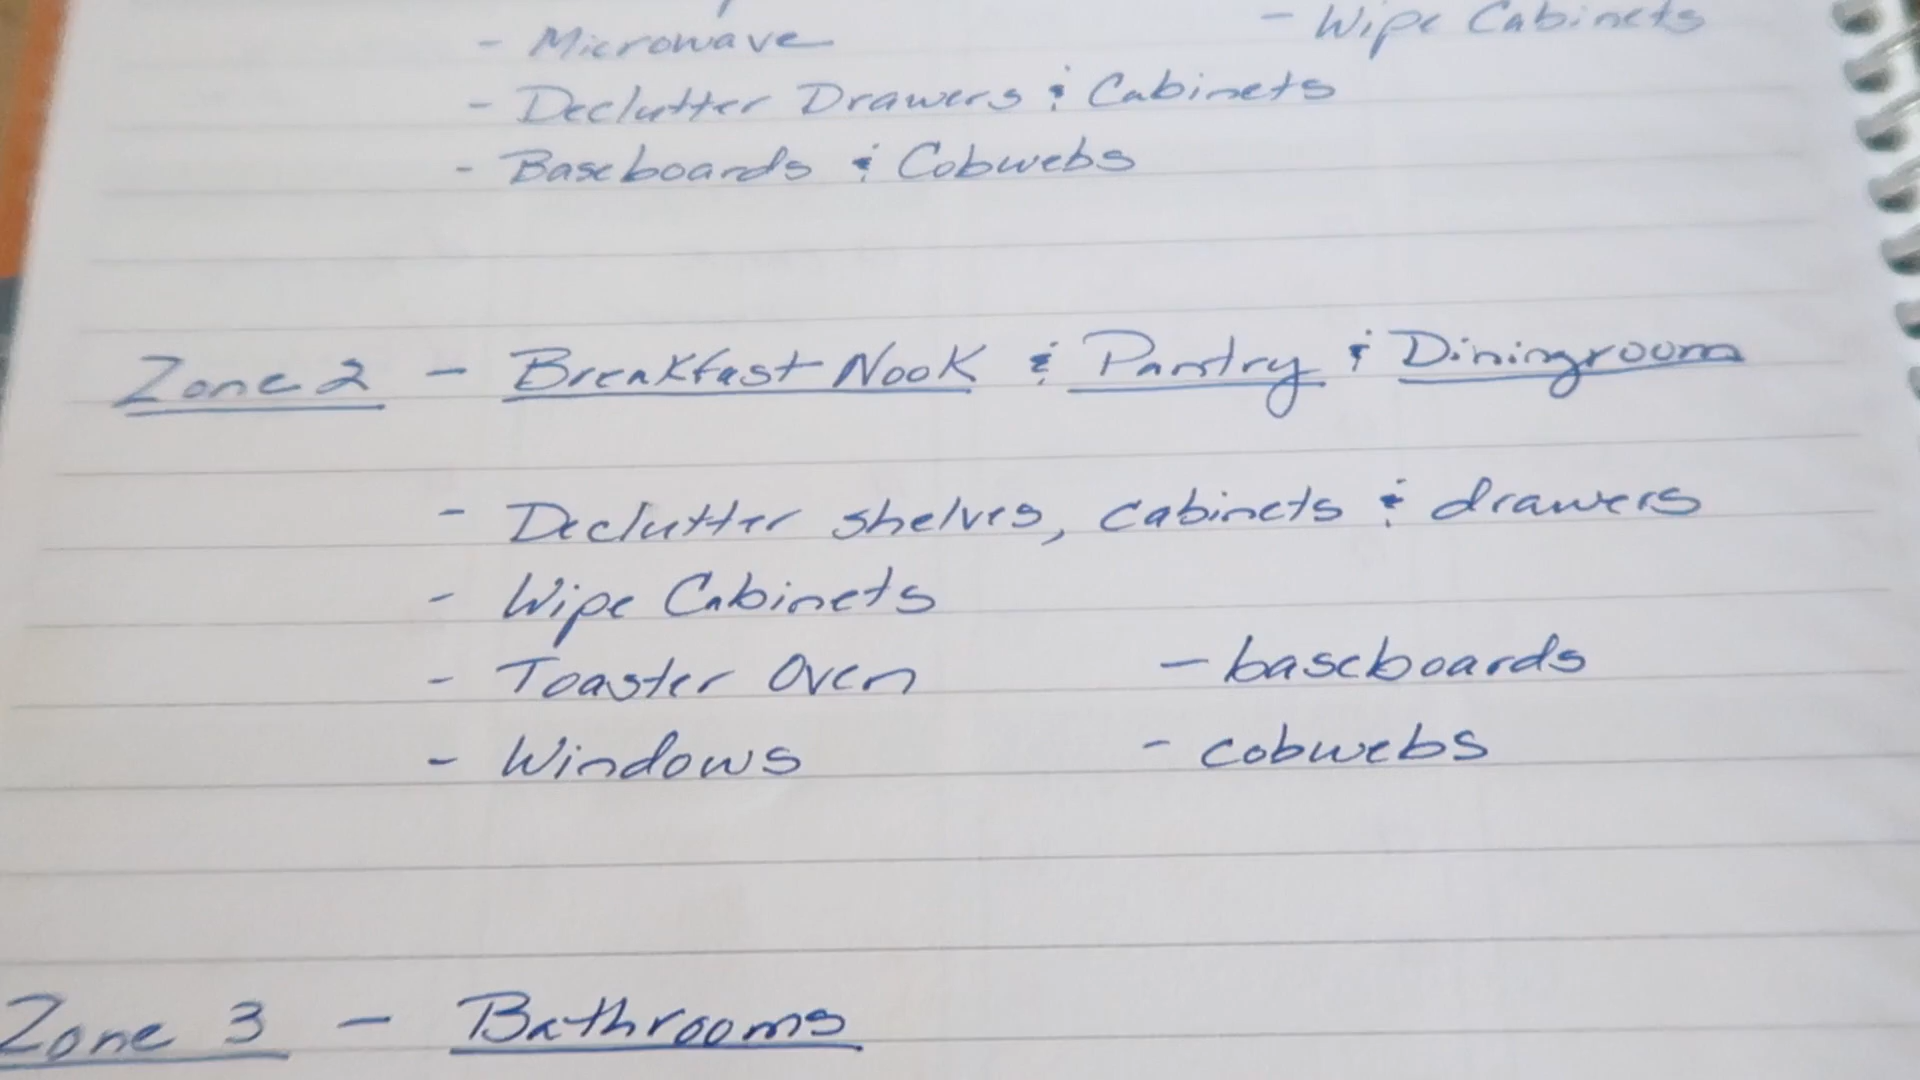 - Microwave - Wipe Cabinets
- Declutter Drawers & Cabinets
- Baseboards & Cobwebs
Zone 2 - Breakfast Nook & Pantry & Diningroom
- Declutter shelves, cabinets & drawers
- Wipe Cabinets
- Toaster Oven - baseboards
- Windows - cobwebs
Zone 3 - Bathrooms